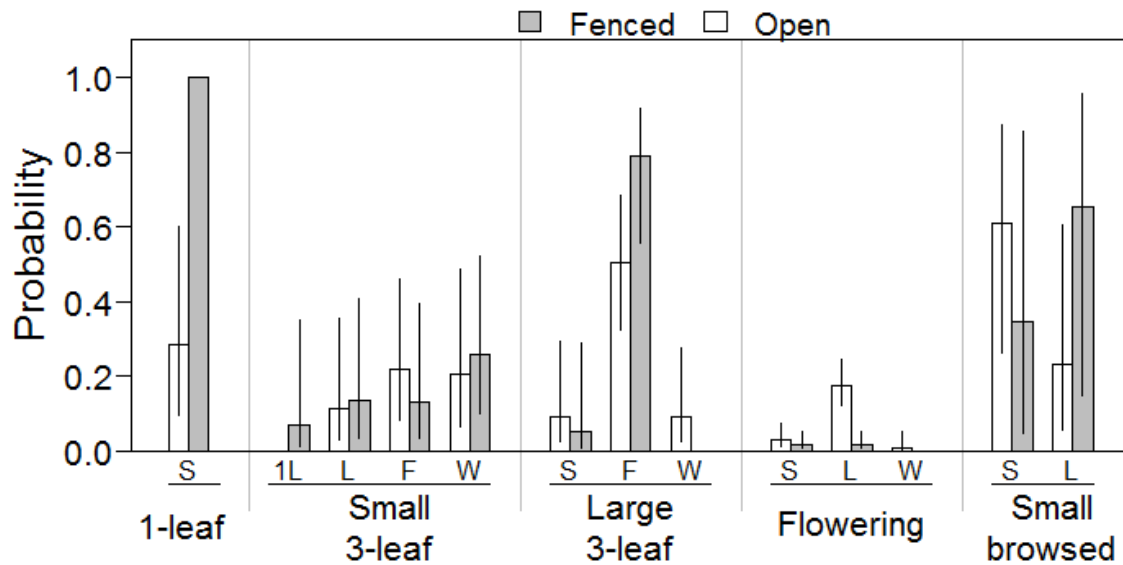 Fenced Open
Probability
1.0
0.8
0.6
0.4
0.2
0.0
S 1L L F W S F W S L W S L
1-leaf Small 3-leaf Large 3-leaf Flowering Small browsed